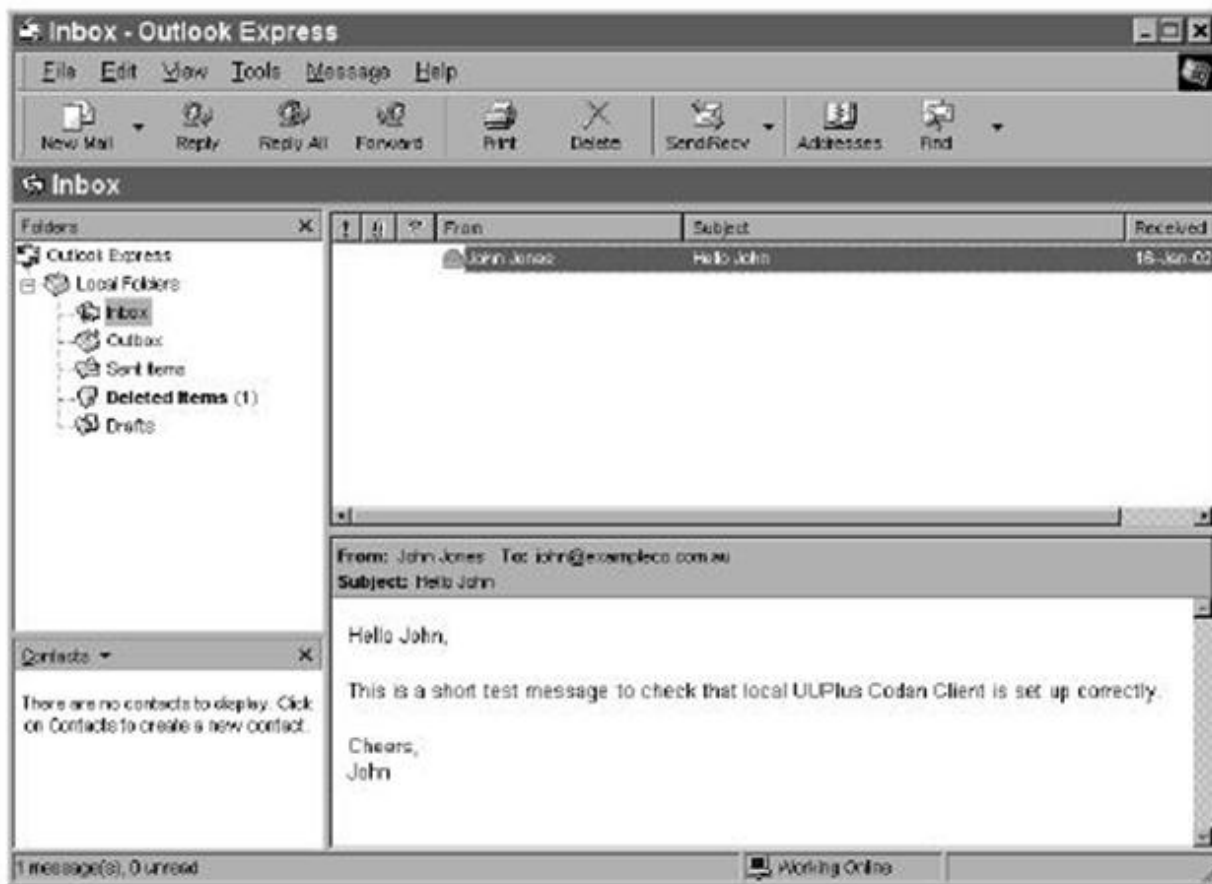 Inbox - Outlook Express
File Edit View Tools Message Help
New Mail Reply Reply All Forward Print Delete Send/Recv Addresses Find
Inbox
Folders
! From Subject Received
Outlook Express
John Jones Hello John 16-Jan-02
Local Folders
Inbox
Outbox
Sent Items
Deleted Items (1)
Drafts
From: John Jones To: john@exampleco.com.au
Subject: Hello John
Hello John,
This is a short test message to check that local UUPlus Codan Client is set up correctly.
Cheers,
John
Contacts
There are no contacts to display. Click
on Contacts to create a new contact.
1 message(s), 0 unread Working Online